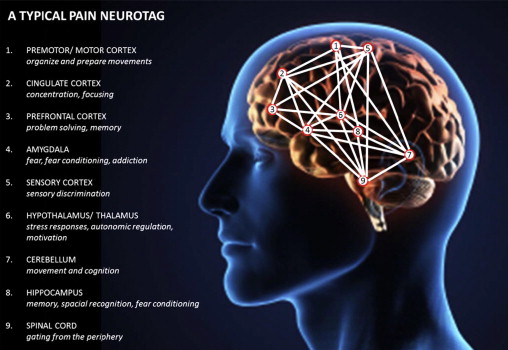 A TYPICAL PAIN NEUROTAG
1. PREMOTOR/ MOTOR CORTEX
organize and prepare movements
2. CINGULATE CORTEX
concentration, focusing
3. PREFRONTAL CORTEX
problem solving, memory
4. AMYGDALA
fear, fear conditioning, addiction
5. SENSORY CORTEX
sensory discrimination
6. HYPOTHALAMUS/ THALAMUS
stress responses, autonomic regulation,
motivation
7. CEREBELLUM
movement and cognition
8. HIPPOCAMPUS
memory, spacial recognition, fear conditioning
9. SPINAL CORD
gating from the periphery
1
5
2
3
6
4
8
7
9